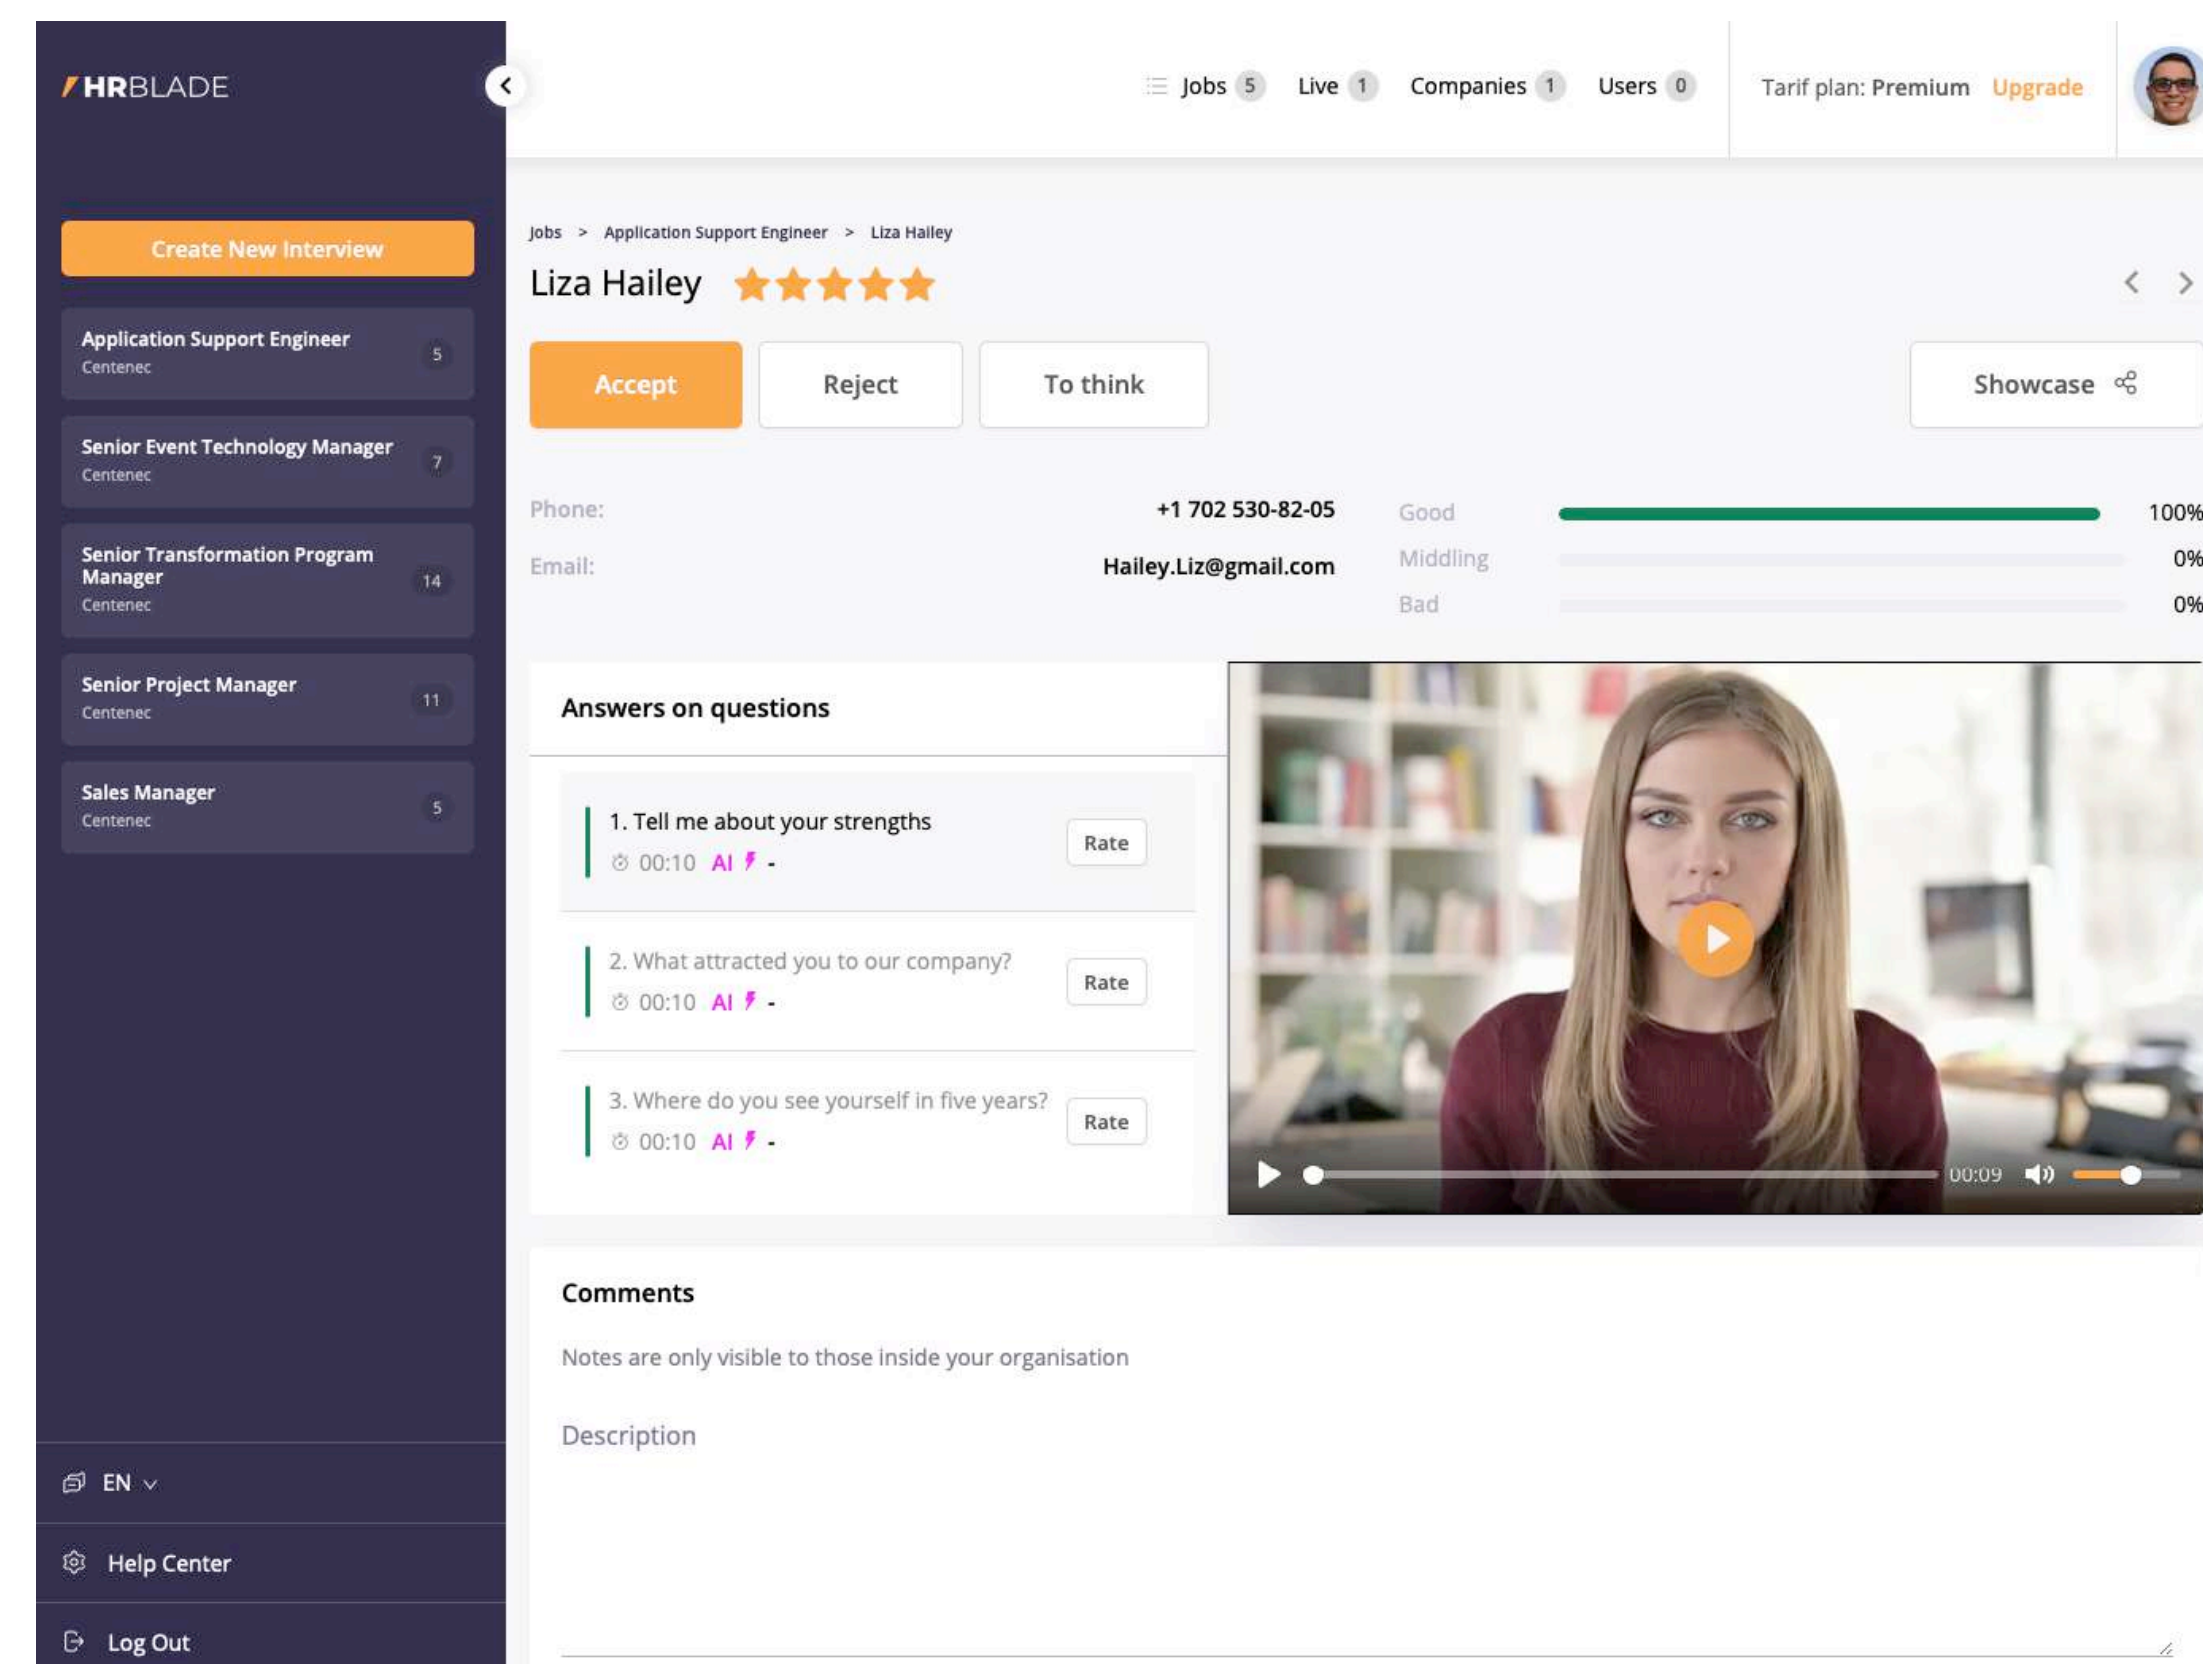 HRBLADE
Jobs 5 Live 1 Companies 1 Users 0 Tarif plan: Premium Upgrade
Create New Interview
Application Support Engineer
Centenec
5
Senior Event Technology Manager
Centenec
7
Senior Transformation Program
Manager
Centenec
14
Senior Project Manager
Centenec
11
Sales Manager
Centenec
5
EN
Help Center
Log Out
Jobs > Application Support Engineer > Liza Hailey
Liza Hailey
Accept Reject To think Showcase
Phone: +1 702 530-82-05
Email: Hailey.Liz@gmail.com
Good 100%
Middling 0%
Bad 0%
Answers on questions
1. Tell me about your strengths
00:10 AI -
Rate
2. What attracted you to our company?
00:10 AI -
Rate
3. Where do you see yourself in five years?
00:10 AI -
Rate
00:09
Comments
Notes are only visible to those inside your organisation
Description